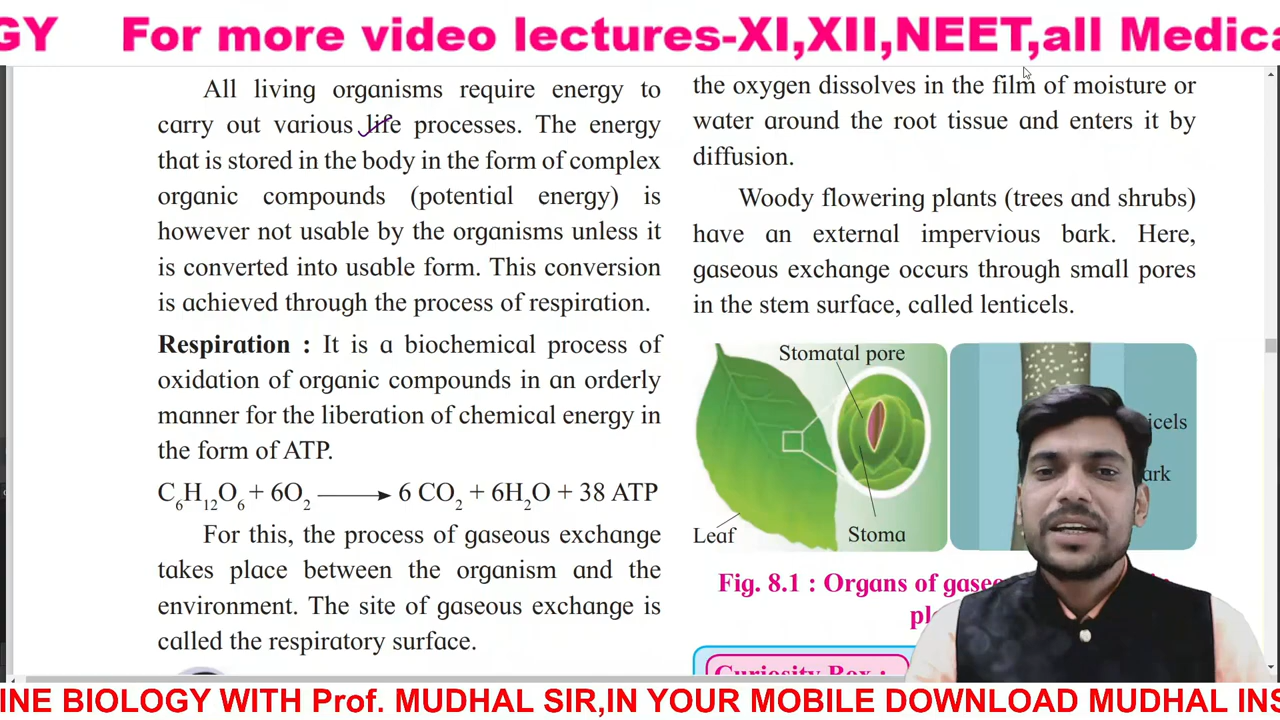 GY For more video lectures-XI,XII,NEET,all Medica
All living organisms require energy to
carry out various life processes. The energy
that is stored in the body in the form of complex
organic compounds (potential energy) is
however not usable by the organisms unless it
is converted into usable form. This conversion
is achieved through the process of respiration.
Respiration : It is a biochemical process of
oxidation of organic compounds in an orderly
manner for the liberation of chemical energy in
the form of ATP.
C₆H₁₂O₆ + 6O₂ ⟶ 6 CO₂ + 6H₂O + 38 ATP
For this, the process of gaseous exchange
takes place between the organism and the
environment. The site of gaseous exchange is
called the respiratory surface.
the oxygen dissolves in the film of moisture or
water around the root tissue and enters it by
diffusion.
Woody flowering plants (trees and shrubs)
have an external impervious bark. Here,
gaseous exchange occurs through small pores
in the stem surface, called lenticels.
Stomatal pore
icels
ark
Leaf
Stoma
Fig. 8.1 : Organs of gase
pl
Curiosity Box :
INE BIOLOGY WITH Prof. MUDHAL SIR,IN YOUR MOBILE DOWNLOAD MUDHAL INS